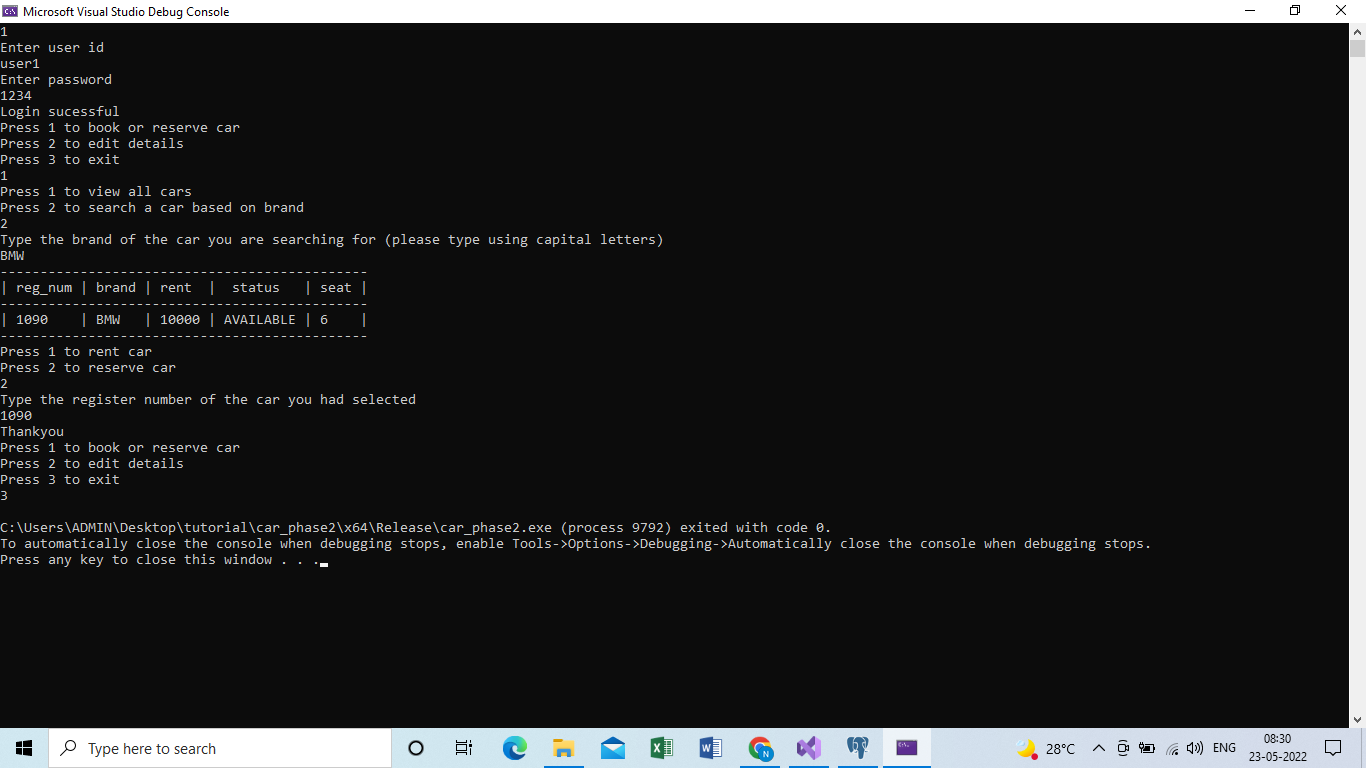 Microsoft Visual Studio Debug Console
1
Enter user id
user1
Enter password
1234
Login sucessful
Press 1 to book or reserve car
Press 2 to edit details
Press 3 to exit
1
Press 1 to view all cars
Press 2 to search a car based on brand
2
Type the brand of the car you are searching for (please type using capital letters)
BMW
----------------------------------------------
| reg_num | brand | rent  |  status   | seat |
----------------------------------------------
| 1090    | BMW   | 10000 | AVAILABLE | 6    |
----------------------------------------------
Press 1 to rent car
Press 2 to reserve car
2
Type the register number of the car you had selected
1090
Thankyou
Press 1 to book or reserve car
Press 2 to edit details
Press 3 to exit
3
C:\Users\ADMIN\Desktop\tutorial\car_phase2\x64\Release\car_phase2.exe (process 9792) exited with code 0.
To automatically close the console when debugging stops, enable Tools->Options->Debugging->Automatically close the console when debugging stops.
Press any key to close this window . . .
Type here to search
28°C
ENG
08:30
23-05-2022